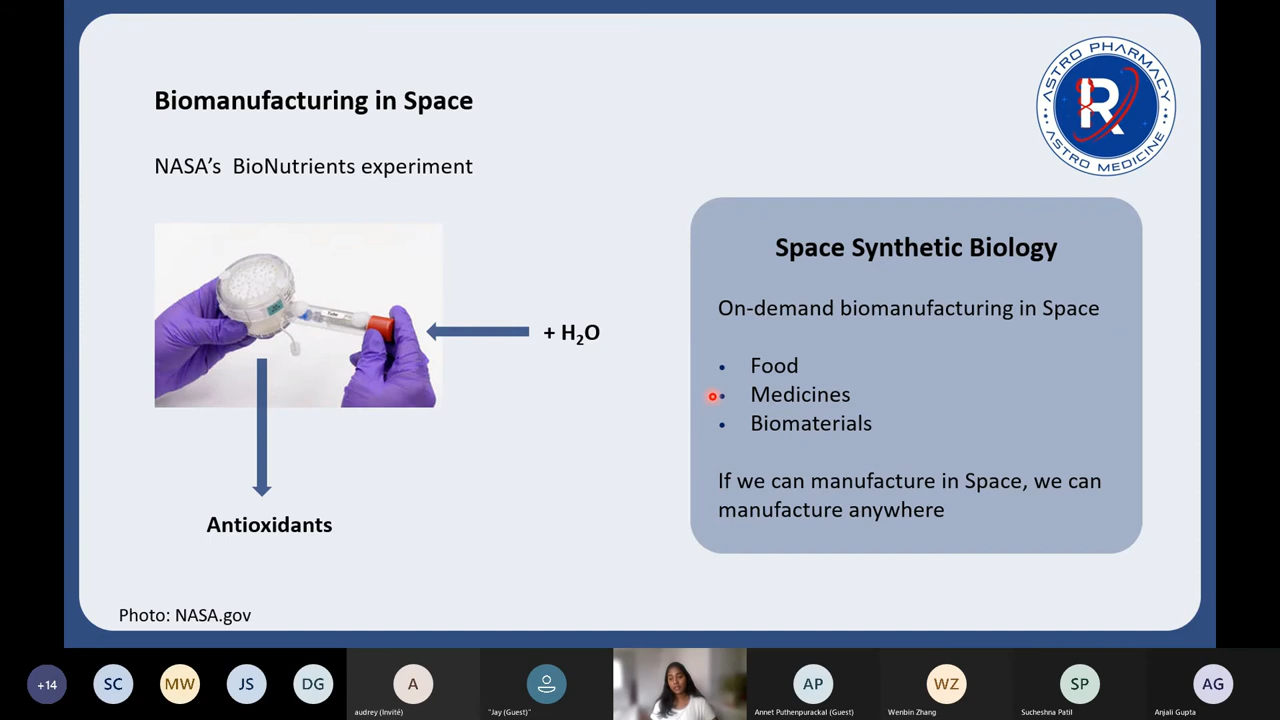 Biomanufacturing in Space
NASA's BioNutrients experiment
+ H₂O
Antioxidants
Photo: NASA.gov
ASTRO PHARMACY
R
ASTRO MEDICINE
Space Synthetic Biology
On-demand biomanufacturing in Space
• Food
• Medicines
• Biomaterials
If we can manufacture in Space, we can
manufacture anywhere
+14
SC
MW
JS
DG
A
audrey (Invité)
"Jay (Guest)"
AP
Annet Puthenpurackal (Guest)
WZ
Wenbin Zhang
SP
Sucheshna Patil
AG
Anjali Gupta